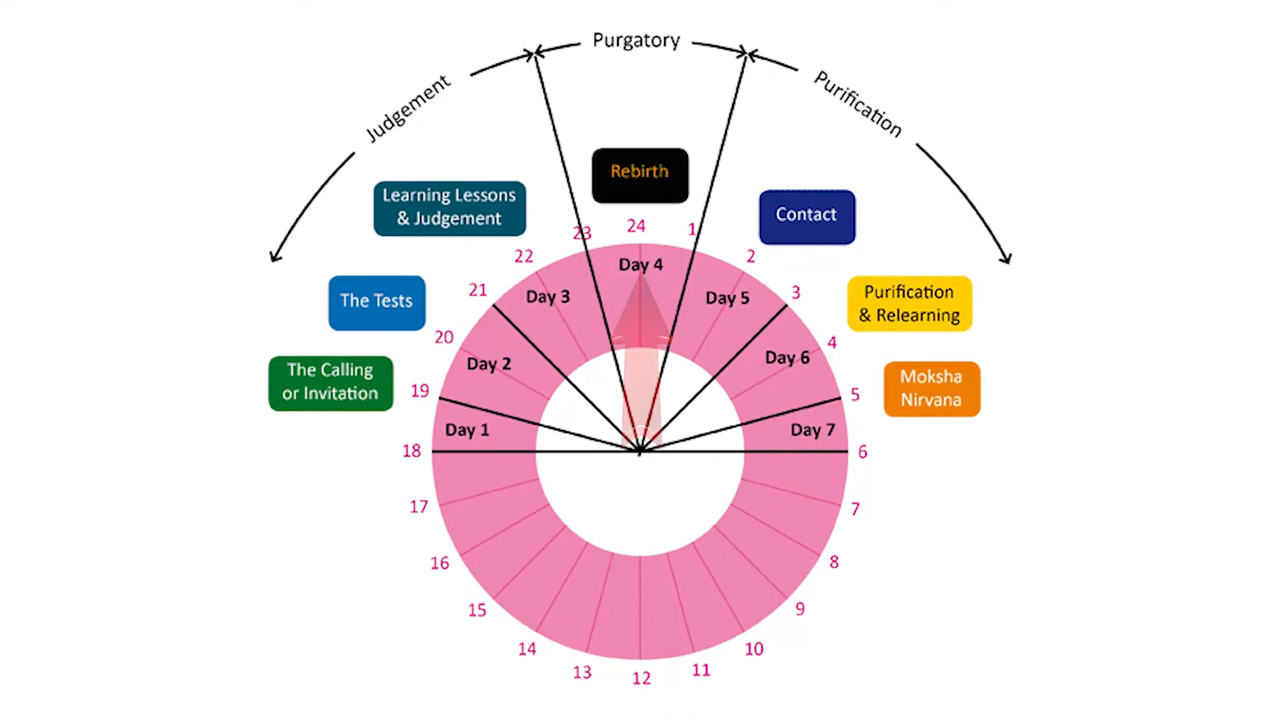 Purgatory
Judgement
Purification
Rebirth
Learning Lessons
& Judgement
Contact
The Tests
Purification
& Relearning
The Calling
or Invitation
Moksha
Nirvana
24
1
2
3
4
5
6
7
8
9
10
11
12
13
14
15
16
17
18
19
20
21
22
23
Day 1
Day 2
Day 3
Day 4
Day 5
Day 6
Day 7